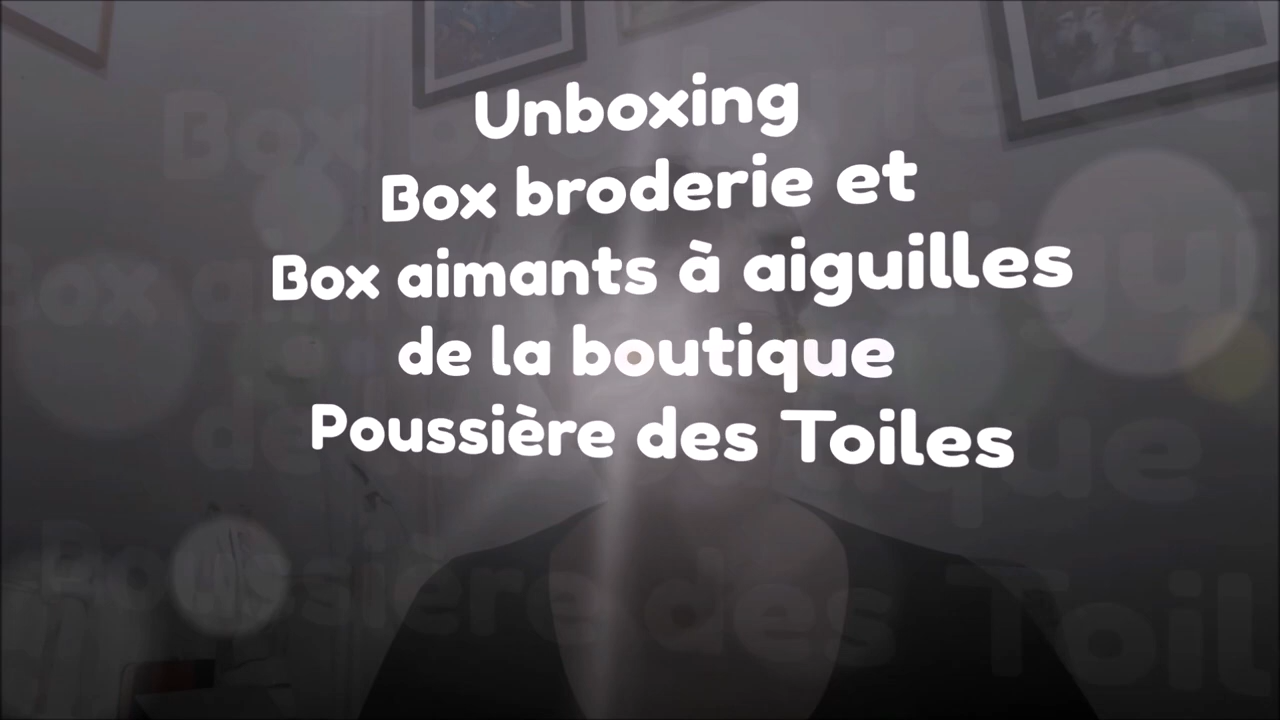 Unboxing
Box broderie et
Box aimants à aiguilles
de la boutique
Poussière des Toiles